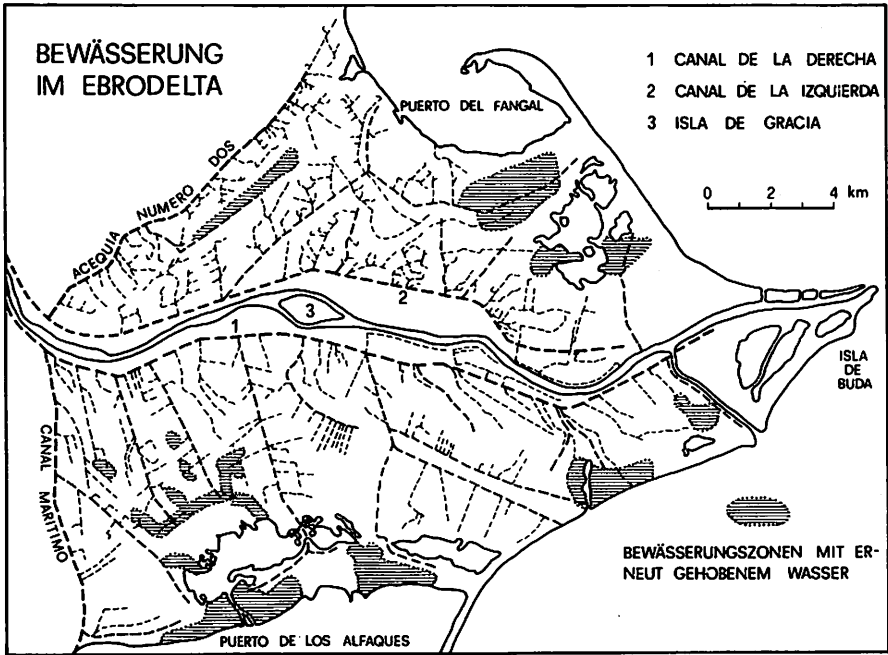 BEWÄSSERUNG
IM EBRODELTA
PUERTO DEL FANGAL
1 CANAL DE LA DERECHA
2 CANAL DE LA IZQUIERDA
3 ISLA DE GRACIA
0 2 4 km
ACEQUIA NUMERO DOS
1
2
3
ISLA
DE
BUDA
CANAL MARITIMO
BEWÄSSERUNGSZONEN MIT ER-
NEUT GEHOBENEM WASSER
PUERTO DE LOS ALFAQUES